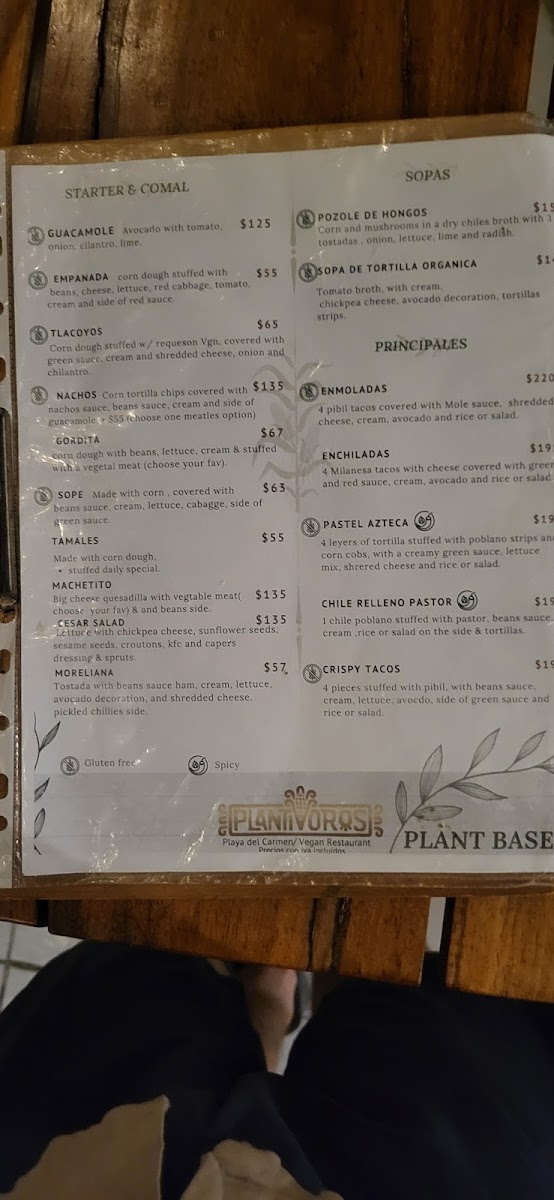 STARTER & COMAL
GUACAMOLE Avocado with tomato, $125
onion, cilantro, lime.
EMPANADA corn dough stuffed with $55
beans, cheese, lettuce, red cabbage, tomato,
cream and side of red sauce.
TLACOYOS $65
Corn dough stuffed w/ requeson Vgn, covered with
green sauce, cream and shredded cheese, onion and
chilantro.
NACHOS Corn tortilla chips covered with $135
nachos sauce, beans sauce, cream and side of
guacamole. + $55 (choose one meatles option)
GORDITA $67
corn dough with beans, lettuce, cream & stuffed
with a vegetal meat (choose your fav).
SOPE Made with corn , covered with $63
beans sauce, cream, lettuce, cabagge, side of
green sauce.
TAMALES $55
Made with corn dough,
• stuffed daily special.
MACHETITO
Big cheese quesadilla with vegtable meat( $135
choose your fav) & and beans side.
CESAR SALAD $135
Letture with chickpea cheese, sunflower seeds,
sesame seeds, croutons, kfc and capers
dressing & spruts.
MORELIANA $57
Tostada with beans sauce ham, cream, lettuce,
avocado decoration, and shredded cheese,
pickled chillies side.
Gluten free
Spicy
SOPAS
POZOLE DE HONGOS $15
Corn and mushrooms in a dry chiles broth with 3
tostadas , onion, lettuce, lime and radish.
SOPA DE TORTILLA ORGANICA $14
Tomato broth, with cream,
chickpea cheese, avocado decoration, tortillas
strips.
PRINCIPALES
ENMOLADAS $220
4 pibil tacos covered with Mole sauce, shredded
cheese, cream, avocado and rice or salad.
ENCHILADAS $19
4 Milanesa tacos with cheese covered with green
and red sauce, cream, avocado and rice or salad
PASTEL AZTECA $19
4 leyers of tortilla stuffed with poblano strips an
corn cobs, with a creamy green sauce, lettuce
mix, shrered cheese and rice or salad.
CHILE RELLENO PASTOR $19
1 chile poblano stuffed with pastor, beans sauce,
cream ,rice or salad on the side & tortillas.
CRISPY TACOS $19
4 pieces stuffed with pibil, with beans sauce,
cream, lettuce, avocdo, side of green sauce and
rice or salad.
PLANTIVOROS
Playa del Carmen/ Vegan Restaurant
Precios con iva incluidos
PLANT BASE